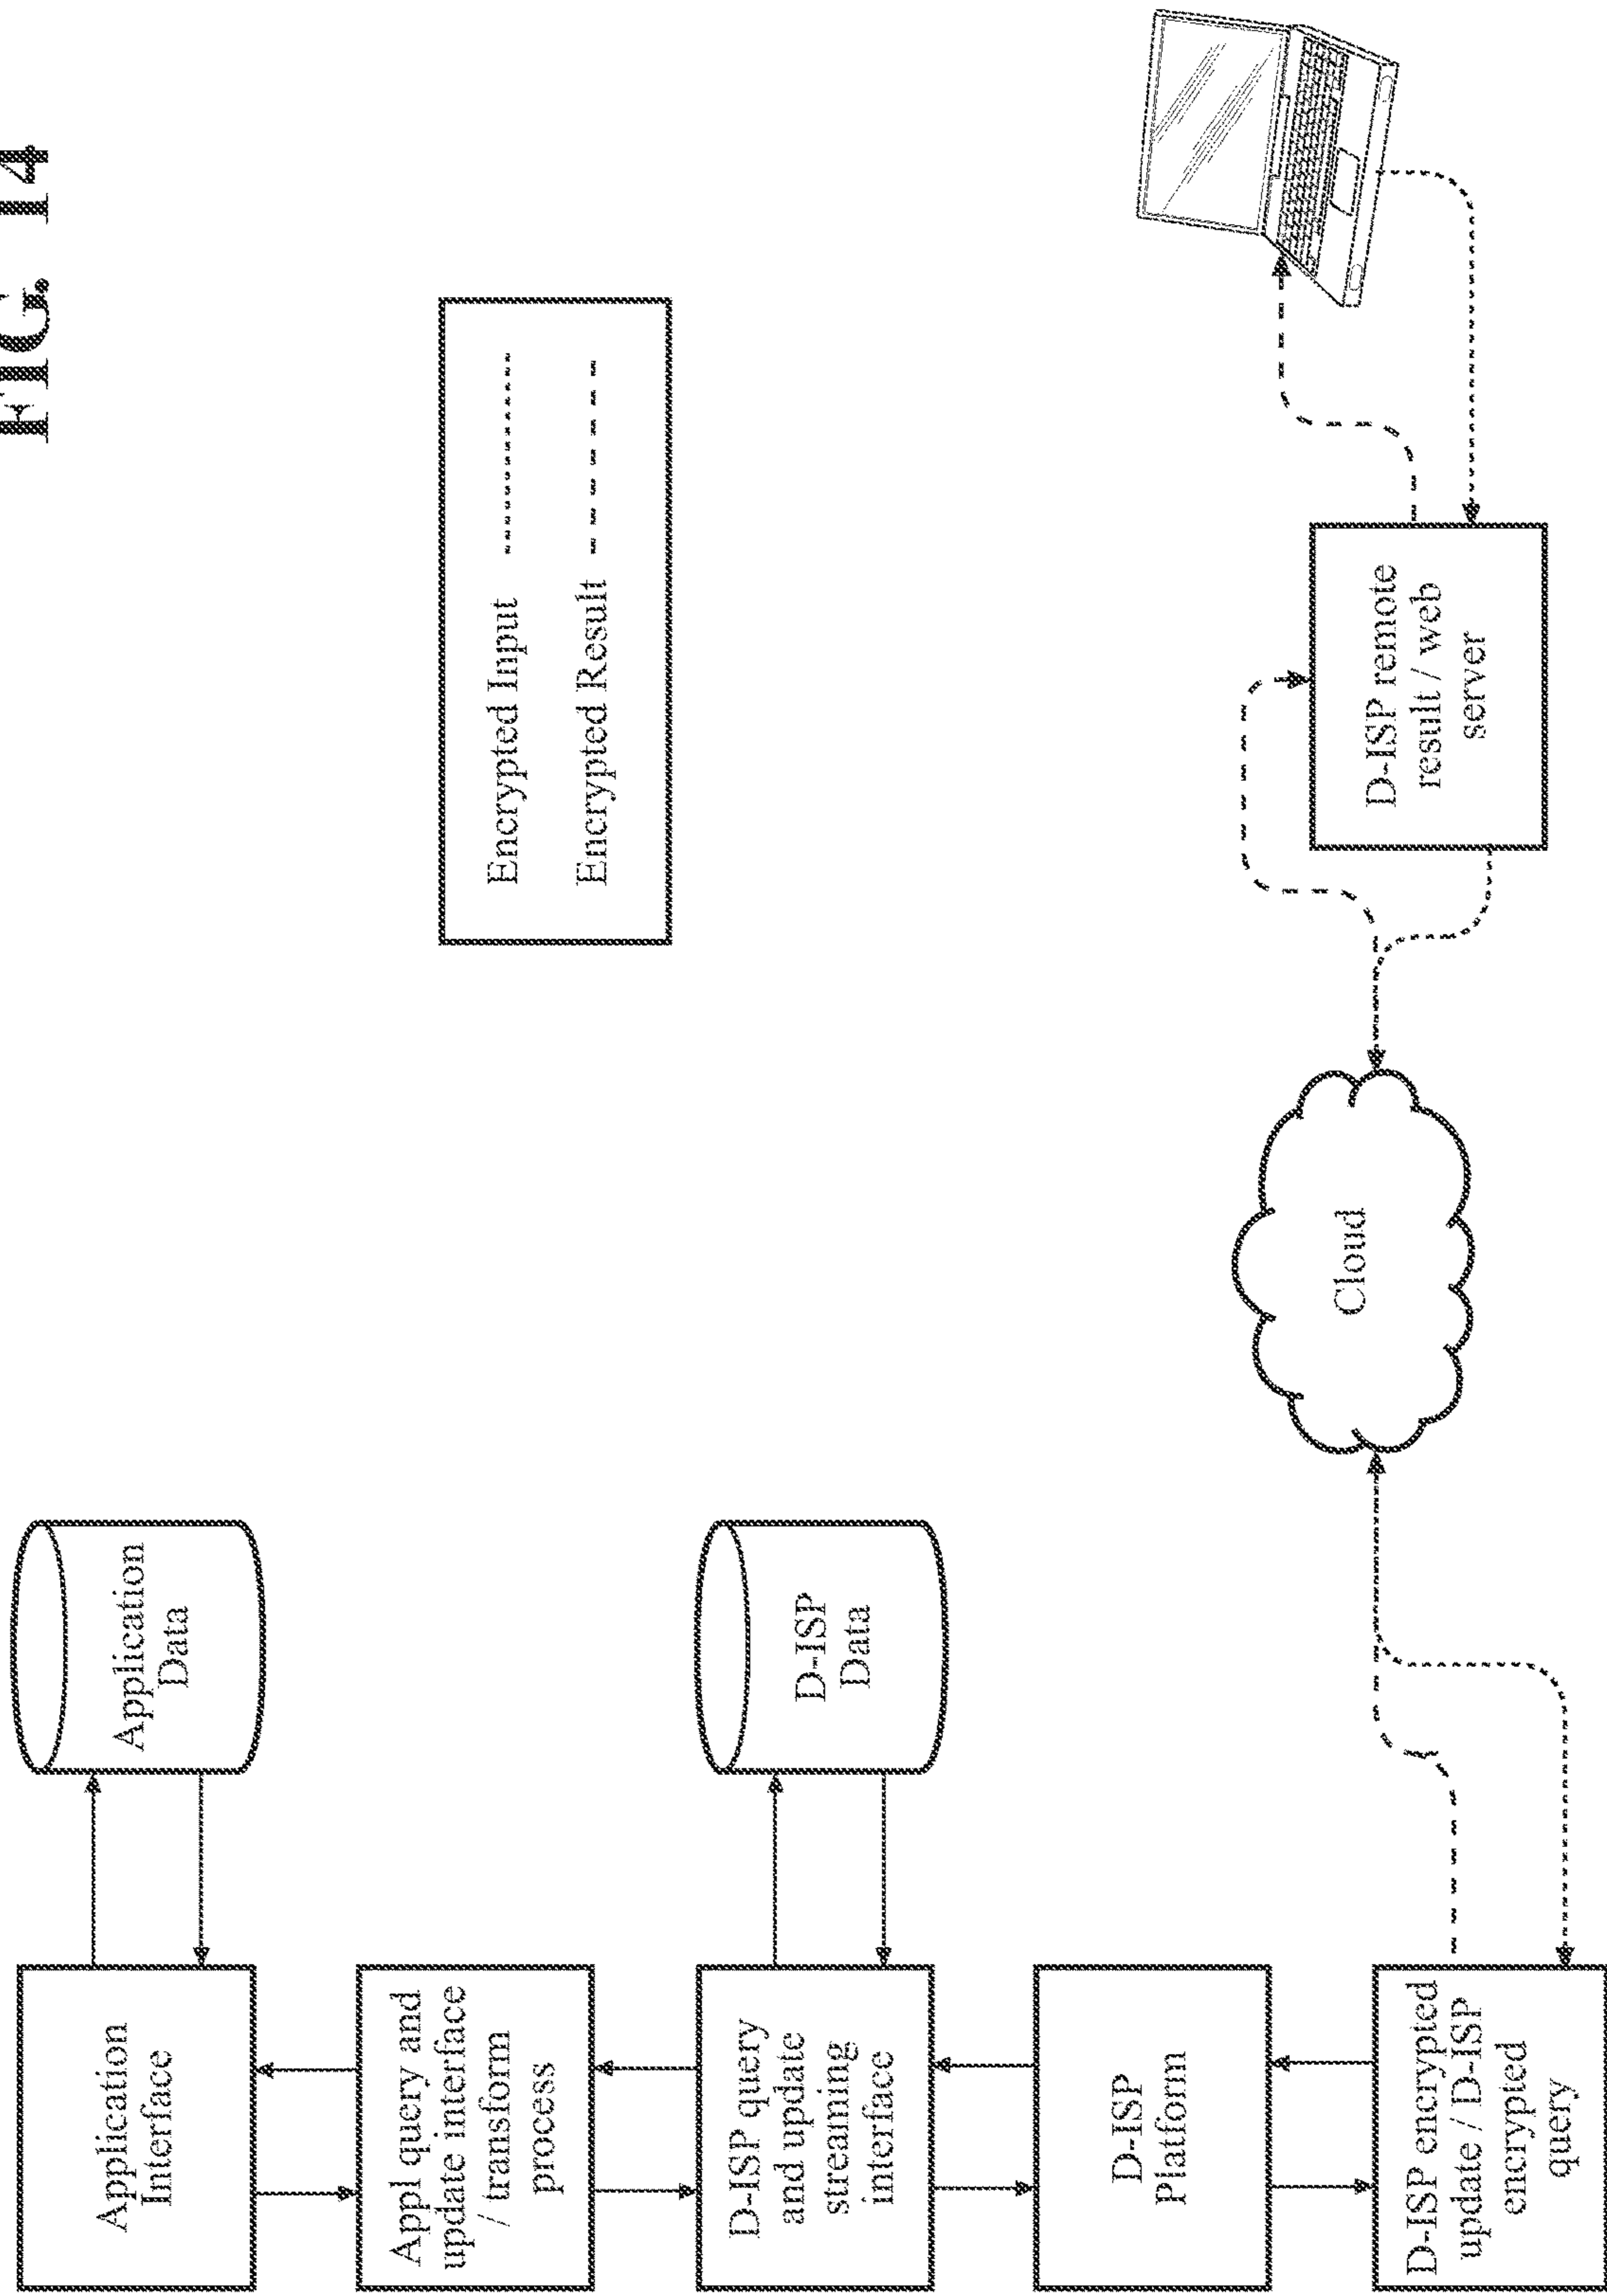 FIG. 14
Application
Interface
Application
Data
Appl query and
update interface
/ transform
process
Encrypted Input
Encrypted Result
D-ISP query
and update
streaming
interface
D-ISP
Data
D-ISP
Platform
D-ISP encrypted
update / D-ISP
encrypted
query
Cloud
D-ISP remote
result / web
server